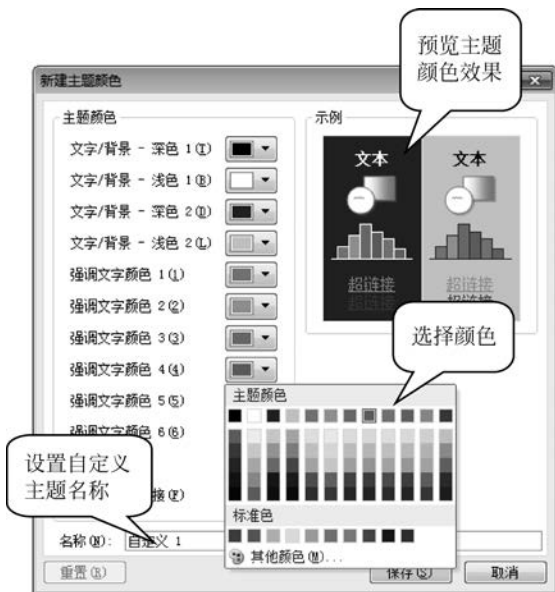 预览主题
颜色效果
新建主题颜色
主题颜色
示例
文字/背景 - 深色 1(T)
文字/背景 - 浅色 1(B)
文字/背景 - 深色 2(D)
文字/背景 - 浅色 2(L)
强调文字颜色 1(1)
强调文字颜色 2(2)
强调文字颜色 3(3)
强调文字颜色 4(4)
强调文字颜色 5(5)
强调文字颜色 6(6)
接(F)
文本
文本
超链接
超链接
选择颜色
主题颜色
标准色
其他颜色(M)...
设置自定义
主题名称
名称(N): 自定义 1
重置(R)
保存(S)
取消